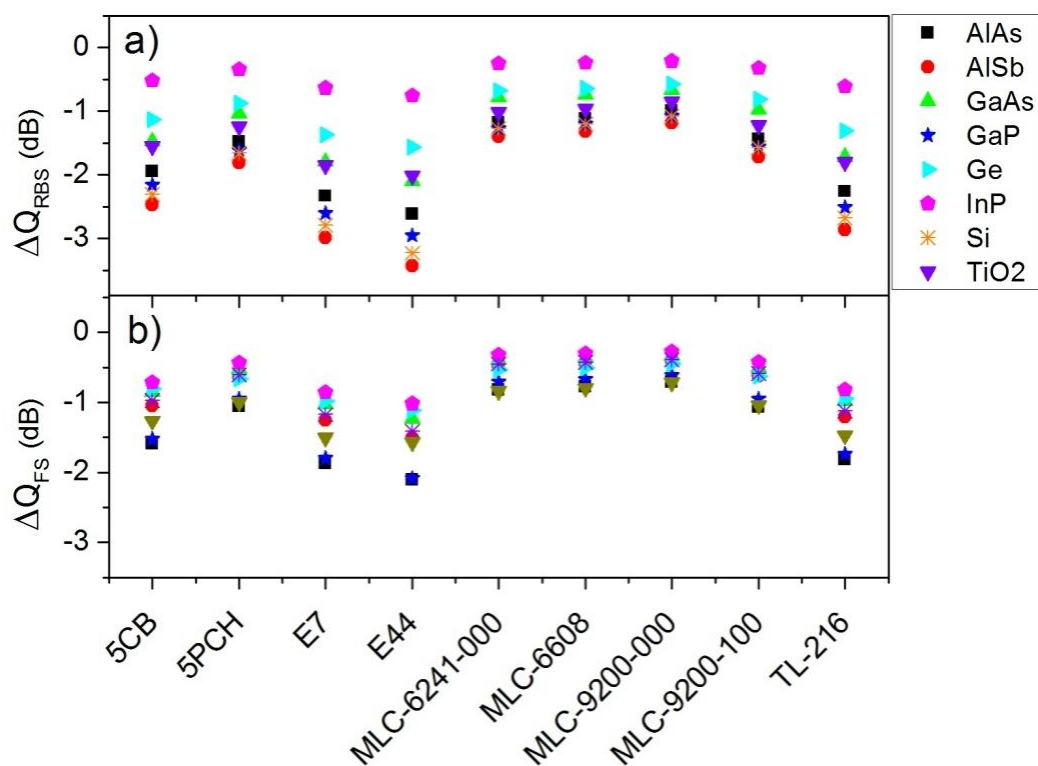 a)
0
-1
-2
-3
ΔQRBS (dB)
AlAs
AlSb
GaAs
GaP
Ge
InP
Si
TiO2
b)
0
-1
-2
-3
ΔQFS (dB)
5CB
5PCH
E7
E44
MLC-6241-000
MLC-6608
MLC-9200-000
MLC-9200-100
TL-216